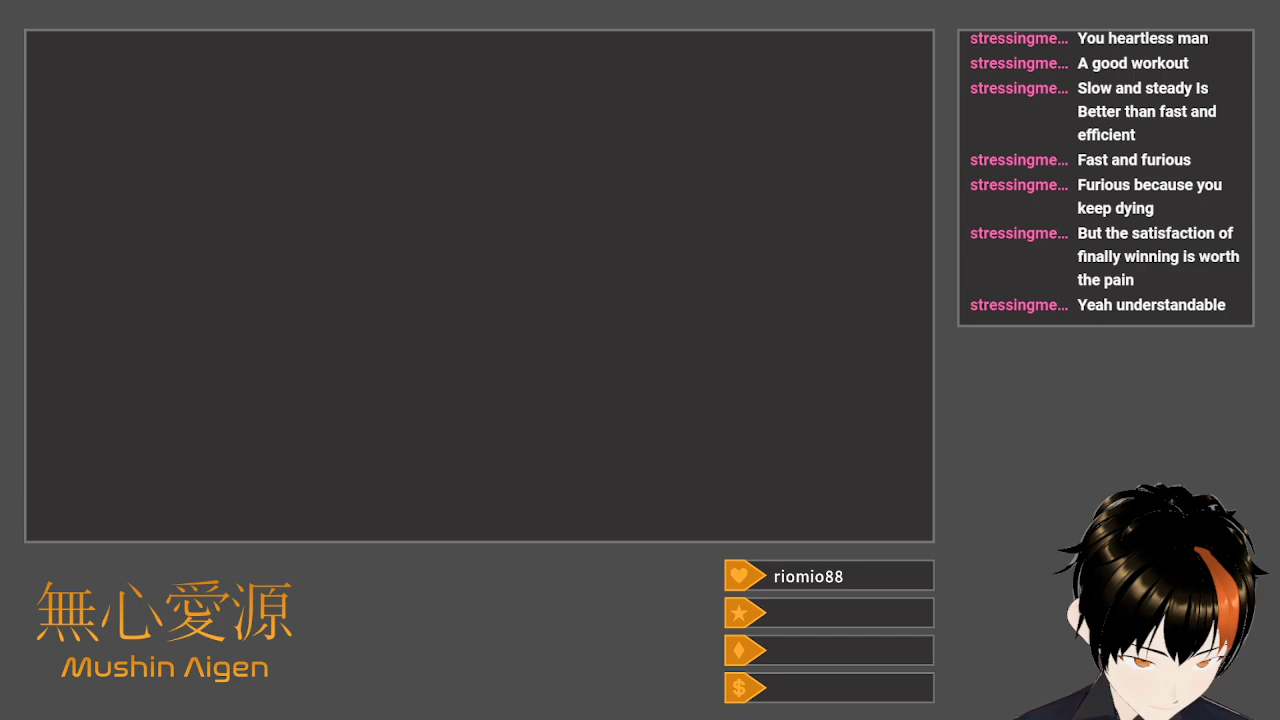 stressingme… You heartless man
stressingme… A good workout
stressingme… Slow and steady Is
Better than fast and
efficient
stressingme… Fast and furious
stressingme… Furious because you
keep dying
stressingme… But the satisfaction of
finally winning is worth
the pain
stressingme… Yeah understandable
riomio88
無心愛源
Mushin Aigen
$